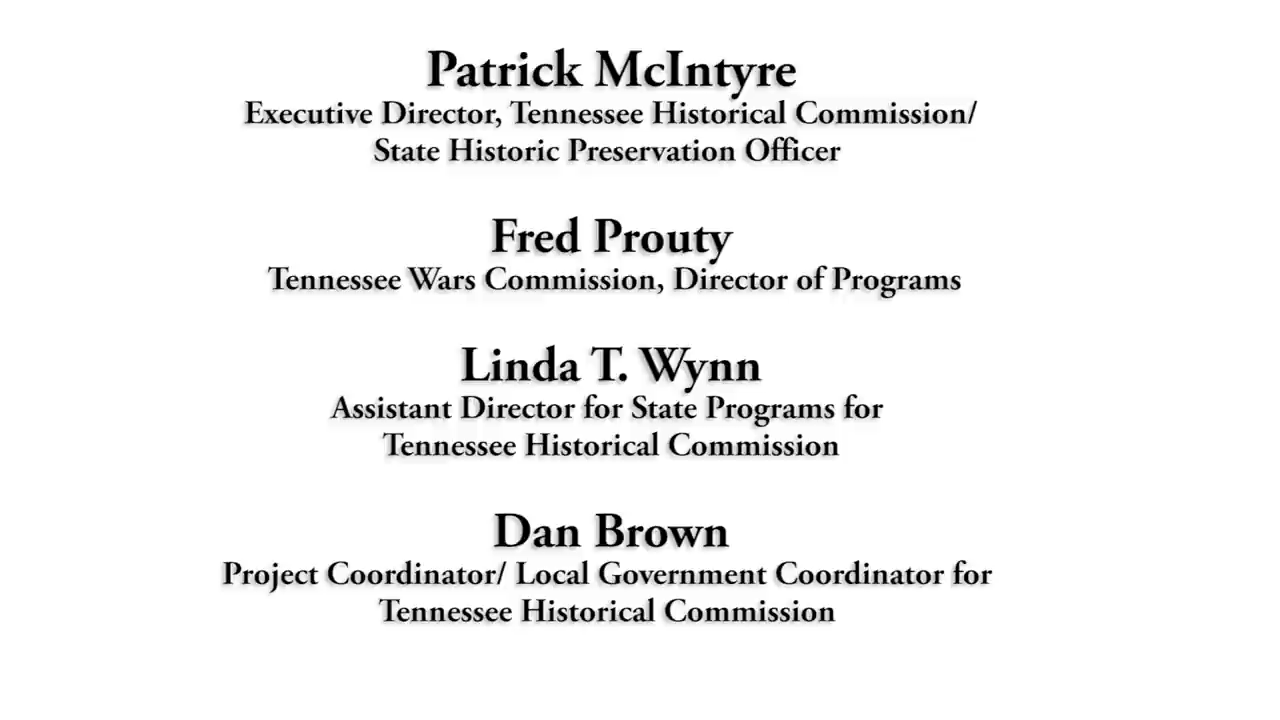 Patrick McIntyre
Executive Director, Tennessee Historical Commission/
State Historic Preservation Officer
Fred Prouty
Tennessee Wars Commission, Director of Programs
Linda T. Wynn
Assistant Director for State Programs for
Tennessee Historical Commission
Dan Brown
Project Coordinator/ Local Government Coordinator for
Tennessee Historical Commission